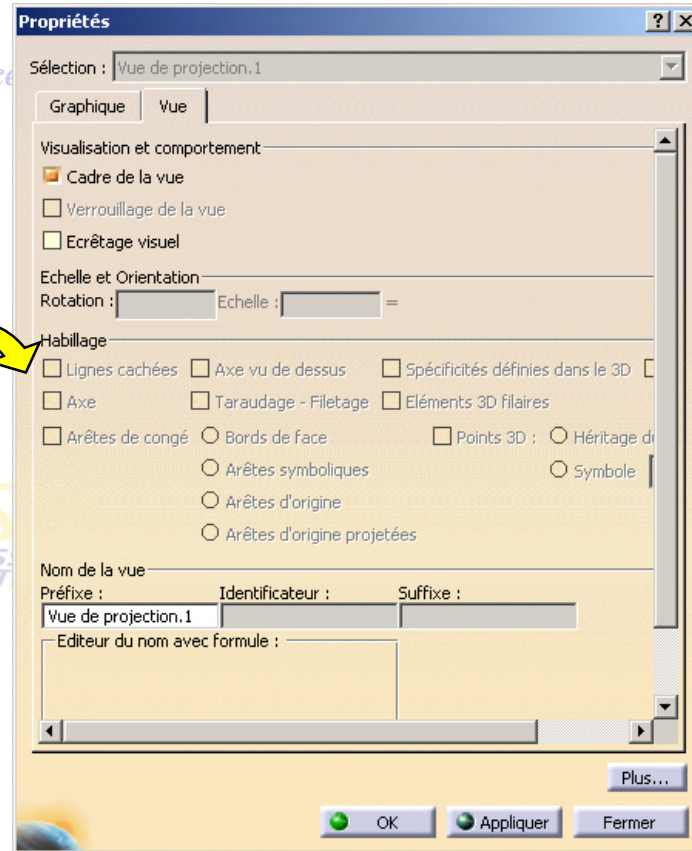 Propriétés
Sélection : Vue de projection.1
Graphique Vue
Visualisation et comportement
Cadre de la vue
Verrouillage de la vue
Ecrêtage visuel
Echelle et Orientation
Rotation : Echelle : =
Habillage
Lignes cachées Axe vu de dessus Spécificités définies dans le 3D
Axe Taraudage - Filetage Eléments 3D filaires
Arêtes de congé Bords de face Points 3D : Héritage d
Arêtes symboliques Symbole
Arêtes d'origine
Arêtes d'origine projetées
Nom de la vue
Préfixe : Identificateur : Suffixe :
Vue de projection.1
Editeur du nom avec formule :
Plus...
OK Appliquer Fermer